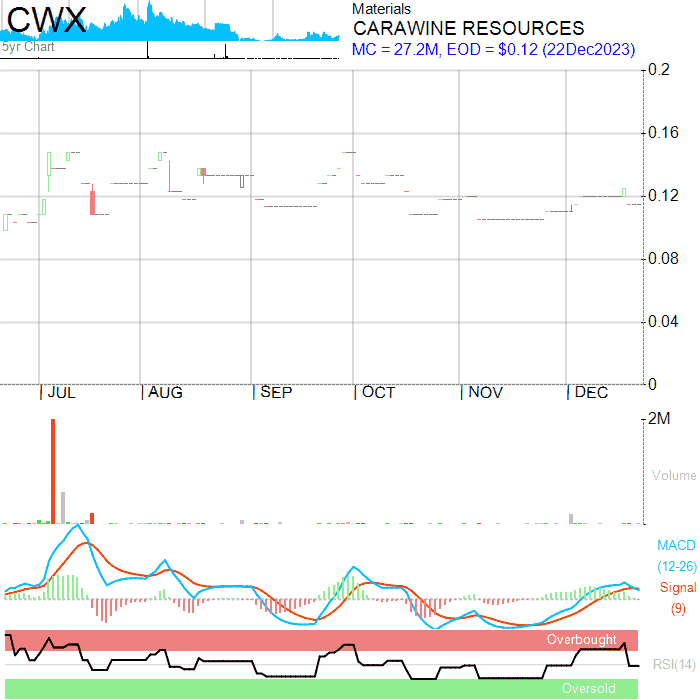 CWX
5yr Chart
Materials
CARAWINE RESOURCES
MC = 27.2M, EOD = $0.12 (22Dec2023)
0.2
0.16
0.12
0.08
0.04
0
JUL AUG SEP OCT NOV DEC
2M
Volume
MACD
(12-26)
Signal
(9)
Overbought
RSI(14)
Oversold